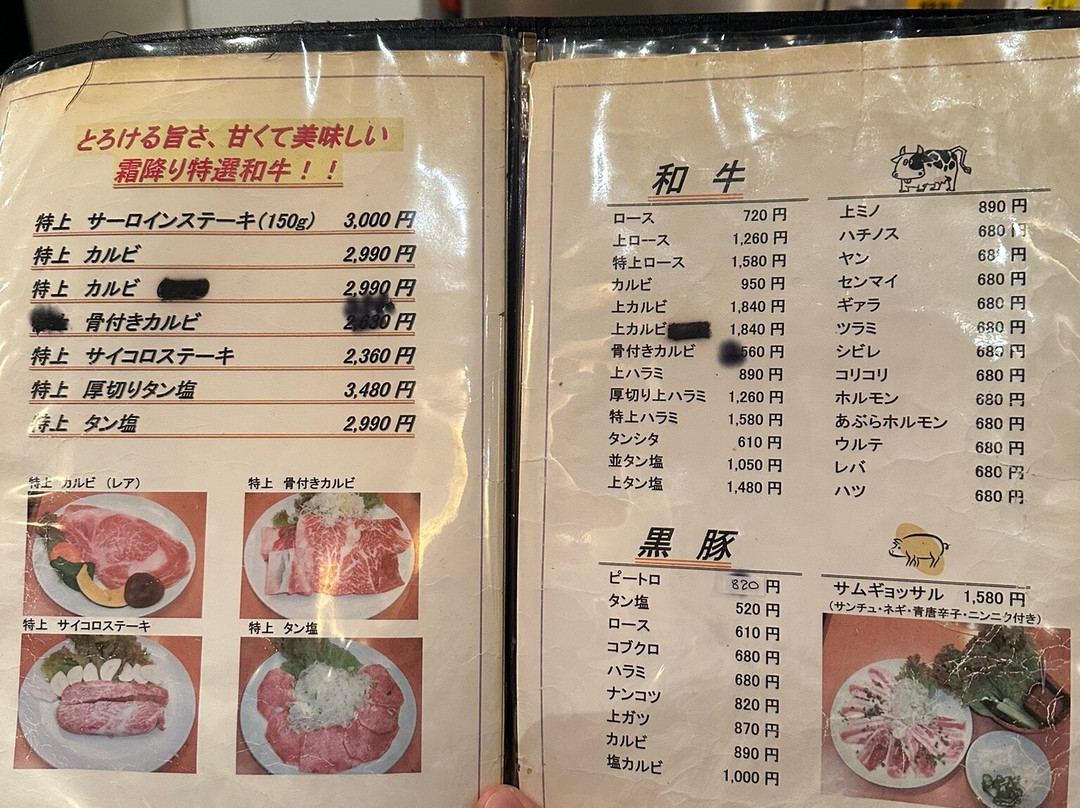 とろける旨さ、甘くて美味しい
霜降り特選和牛！！
特上 サーロインステーキ(150g) 3,000円
特上 カルビ 2,990円
特上 カルビ 2,990円
骨付きカルビ 2,630円
特上 サイコロステーキ 2,360円
特上 厚切りタン塩 3,480円
特上 タン塩 2,990円
特上 カルビ (レア)
特上 骨付きカルビ
特上 サイコロステーキ
特上 タン塩
和牛
ロース 720円
上ロース 1,260円
特上ロース 1,580円
カルビ 950円
上カルビ 1,840円
上カルビ 1,840円
骨付きカルビ 560円
上ハラミ 890円
厚切り上ハラミ 1,260円
特上ハラミ 1,580円
タンシタ 610円
並タン塩 1,050円
上タン塩 1,480円
上ミノ 890円
ハチノス 680円
ヤン 680円
センマイ 680円
ギァラ 680円
ツラミ 680円
シビレ 680円
コリコリ 680円
ホルモン 680円
あぶらホルモン 680円
ウルテ 680円
レバ 680円
ハツ 680円
黒豚
ピートロ 820円
タン塩 520円
ロース 610円
コブクロ 680円
ハラミ 680円
ナンコツ 820円
上ガツ 870円
カルビ 890円
塩カルビ 1,000円
サムギョッサル 1,580円
(サンチュ・ネギ・青唐辛子・ニンニク付き)